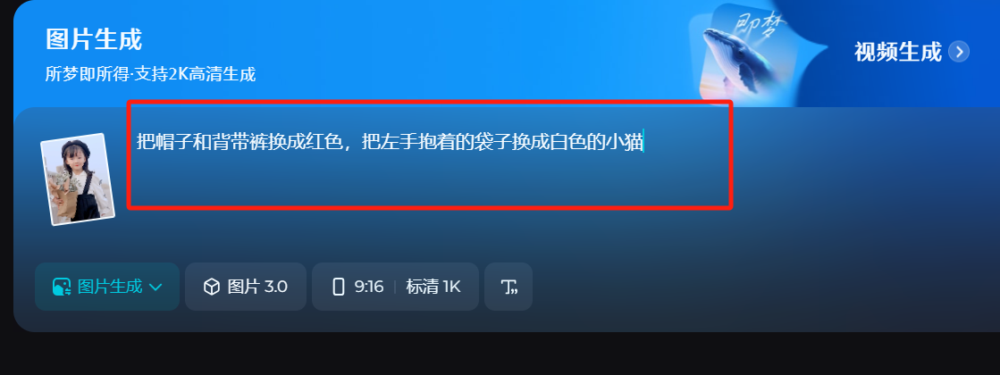 图片生成
所梦即所得·支持2K高清生成
即梦
视频生成
把帽子和背带裤换成红色，把左手抱着的袋子换成白色的小猫
图片生成
图片 3.0
9:16 | 标清 1K